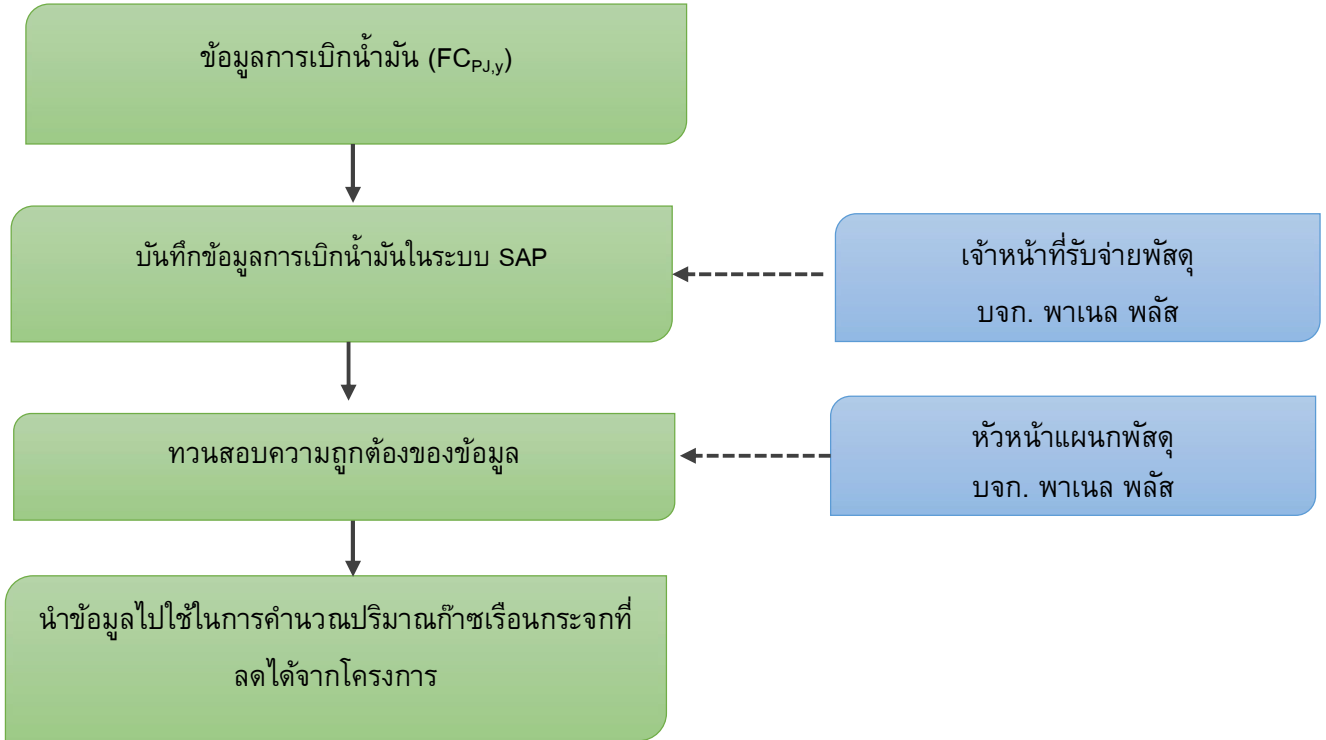 ข้อมูลการเบิกน้ำมัน (FCPJ,y)
บันทึกข้อมูลการเบิกน้ำมันในระบบ SAP
เจ้าหน้าที่รับจ่ายพัสดุ
บจก. พาเนล พลัส
ทวนสอบความถูกต้องของข้อมูล
หัวหน้าแผนกพัสดุ
บจก. พาเนล พลัส
นำข้อมูลไปใช้ในการคำนวณปริมาณก๊าซเรือนกระจกที่
ลดได้จากโครงการ